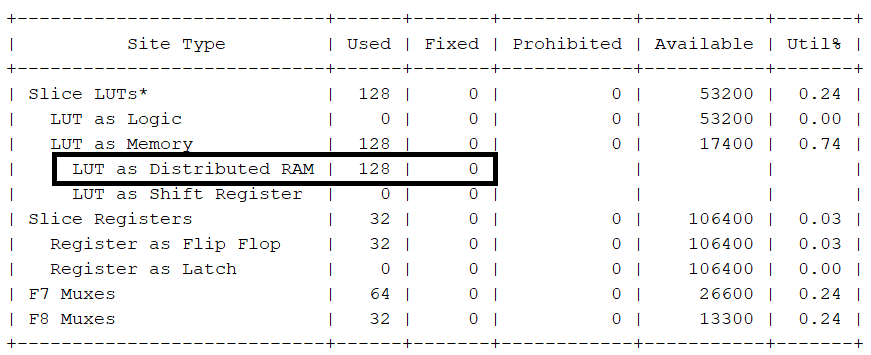 +----------------------------+------+-------+------------+-----------+-------+
|          Site Type         | Used | Fixed | Prohibited | Available | Util% |
+----------------------------+------+-------+------------+-----------+-------+
| Slice LUTs*                |  128 |     0 |          0 |     53200 |  0.24 |
|   LUT as Logic             |    0 |     0 |          0 |     53200 |  0.00 |
|   LUT as Memory            |  128 |     0 |          0 |     17400 |  0.74 |
|     LUT as Distributed RAM |  128 |     0 |            |           |       |
|     LUT as Shift Register  |    0 |     0 |            |           |       |
| Slice Registers            |   32 |     0 |          0 |    106400 |  0.03 |
|   Register as Flip Flop    |   32 |     0 |          0 |    106400 |  0.03 |
|   Register as Latch        |    0 |     0 |          0 |    106400 |  0.00 |
| F7 Muxes                   |   64 |     0 |          0 |     26600 |  0.24 |
| F8 Muxes                   |   32 |     0 |          0 |     13300 |  0.24 |
+----------------------------+------+-------+------------+-----------+-------+